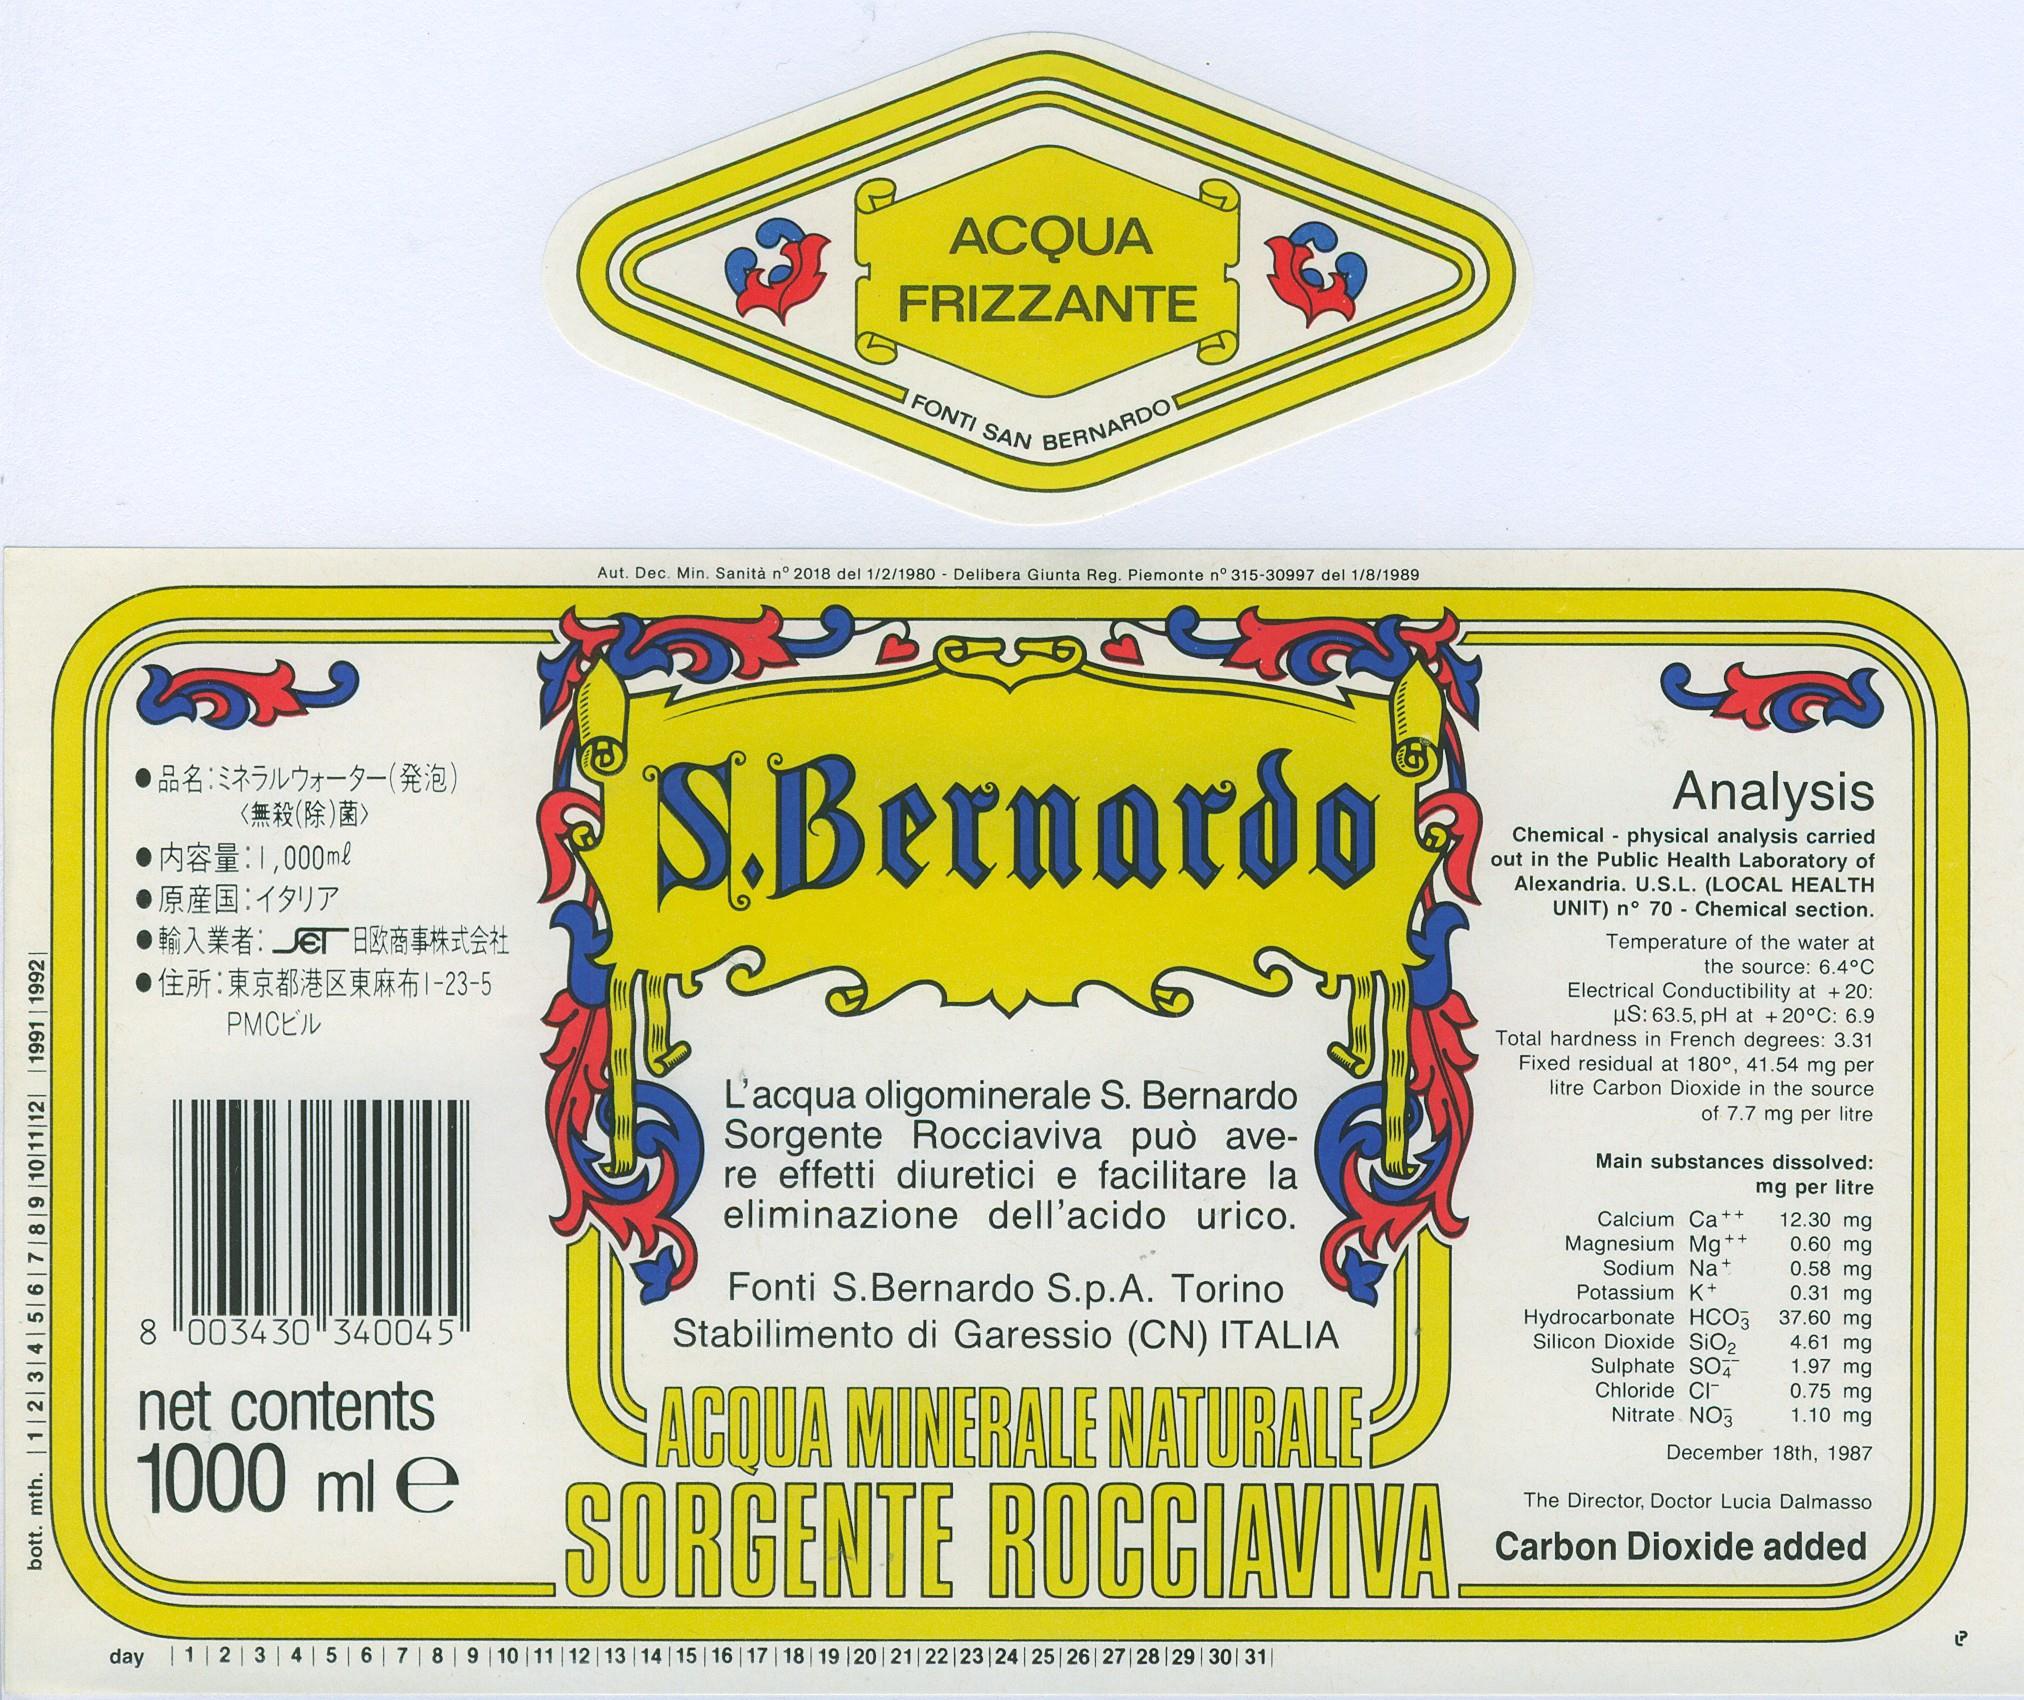 ACQUA
FRIZZANTE
FONTI SAN BERNARDO
Aut. Dec. Min. Sanità nº 2018 del 1/2/1980 - Delibera Giunta Reg. Piemonte nº 315-30997 del 1/8/1989
●品名:ミネラルウォーター(発泡)
〈無殺(除)菌〉
●内容量:1,000ml
●原産国:イタリア
●輸入業者: JET 日欧商事株式会社
●住所:東京都港区東麻布1-23-5
PMCビル
8 003430 340045
net contents
1000 ml e
bott. mth. |1|2|3|4|5|6|7|8|9|10|11|12| |1991|1992|
S.Bernardo
L'acqua oligominerale S. Bernardo
Sorgente Rocciaviva può ave-
re effetti diuretici e facilitare la
eliminazione dell'acido urico.
Fonti S.Bernardo S.p.A. Torino
Stabilimento di Garessio (CN) ITALIA
ACQUA MINERALE NATURALE
SORGENTE ROCCIAVIVA
Analysis
Chemical - physical analysis carried
out in the Public Health Laboratory of
Alexandria. U.S.L. (LOCAL HEALTH
UNIT) n° 70 - Chemical section.
Temperature of the water at
the source: 6.4°C
Electrical Conductibility at +20:
µS: 63.5, pH at +20°C: 6.9
Total hardness in French degrees: 3.31
Fixed residual at 180°, 41.54 mg per
litre Carbon Dioxide in the source
of 7.7 mg per litre
Main substances dissolved:
mg per litre
Calcium Ca++ 12.30 mg
Magnesium Mg++ 0.60 mg
Sodium Na+ 0.58 mg
Potassium K+ 0.31 mg
Hydrocarbonate HCO₃⁻ 37.60 mg
Silicon Dioxide SiO₂ 4.61 mg
Sulphate SO₄⁻⁻ 1.97 mg
Chloride Cl⁻ 0.75 mg
Nitrate NO₃⁻ 1.10 mg
December 18th, 1987
The Director, Doctor Lucia Dalmasso
Carbon Dioxide added
day |1|2|3|4|5|6|7|8|9|10|11|12|13|14|15|16|17|18|19|20|21|22|23|24|25|26|27|28|29|30|31|